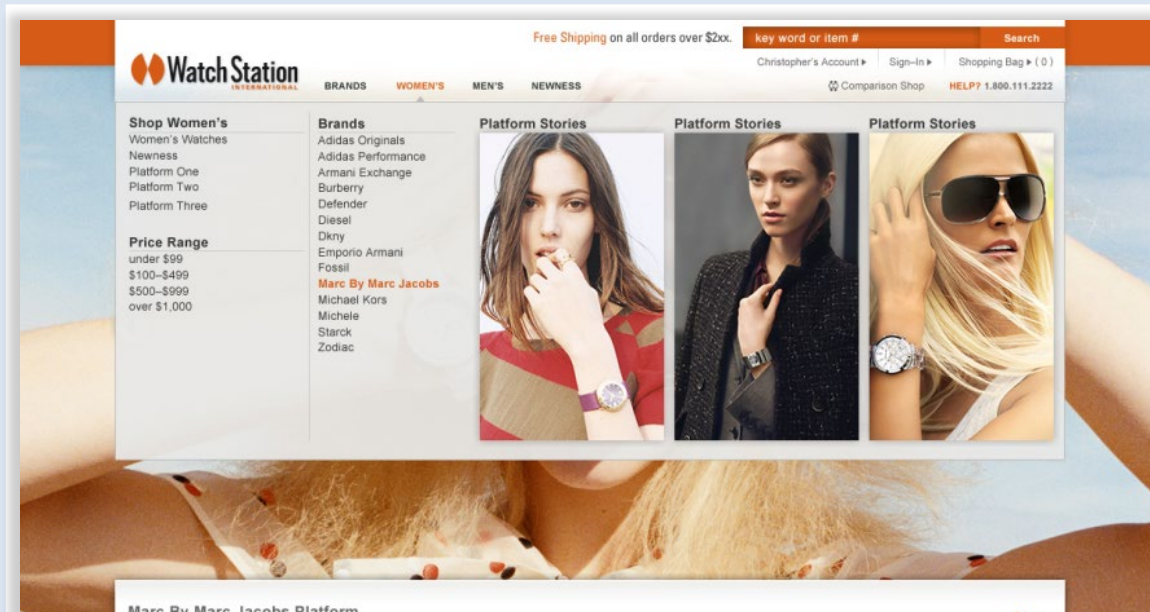 Free Shipping on all orders over $2xx.
key word or item #
Search
Christopher's Account
Sign-In
Shopping Bag ( 0 )
Watch Station
INTERNATIONAL
BRANDS
WOMEN'S
MEN'S
NEWNESS
Comparison Shop
HELP? 1.800.111.2222
Shop Women's
Women's Watches
Newness
Platform One
Platform Two
Platform Three
Price Range
under $99
$100–$499
$500–$999
over $1,000
Brands
Adidas Originals
Adidas Performance
Armani Exchange
Burberry
Defender
Diesel
Dkny
Emporio Armani
Fossil
Marc By Marc Jacobs
Michael Kors
Michele
Starck
Zodiac
Platform Stories
Platform Stories
Platform Stories
Marc By Marc Jacobs Platform